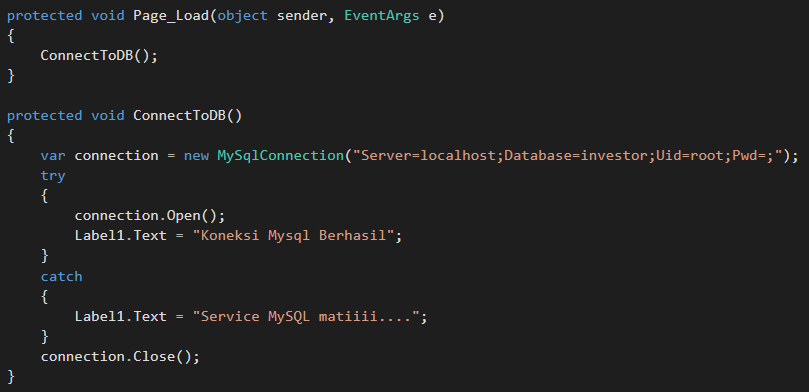 protected void Page_Load(object sender, EventArgs e)
{
    ConnectToDB();
}

protected void ConnectToDB()
{
    var connection = new MySqlConnection("Server=localhost;Database=investor;Uid=root;Pwd=;");
    try
    {
        connection.Open();
        Label1.Text = "Koneksi Mysql Berhasil";
    }
    catch
    {
        Label1.Text = "Service MySQL matiiii....";
    }
    connection.Close();
}